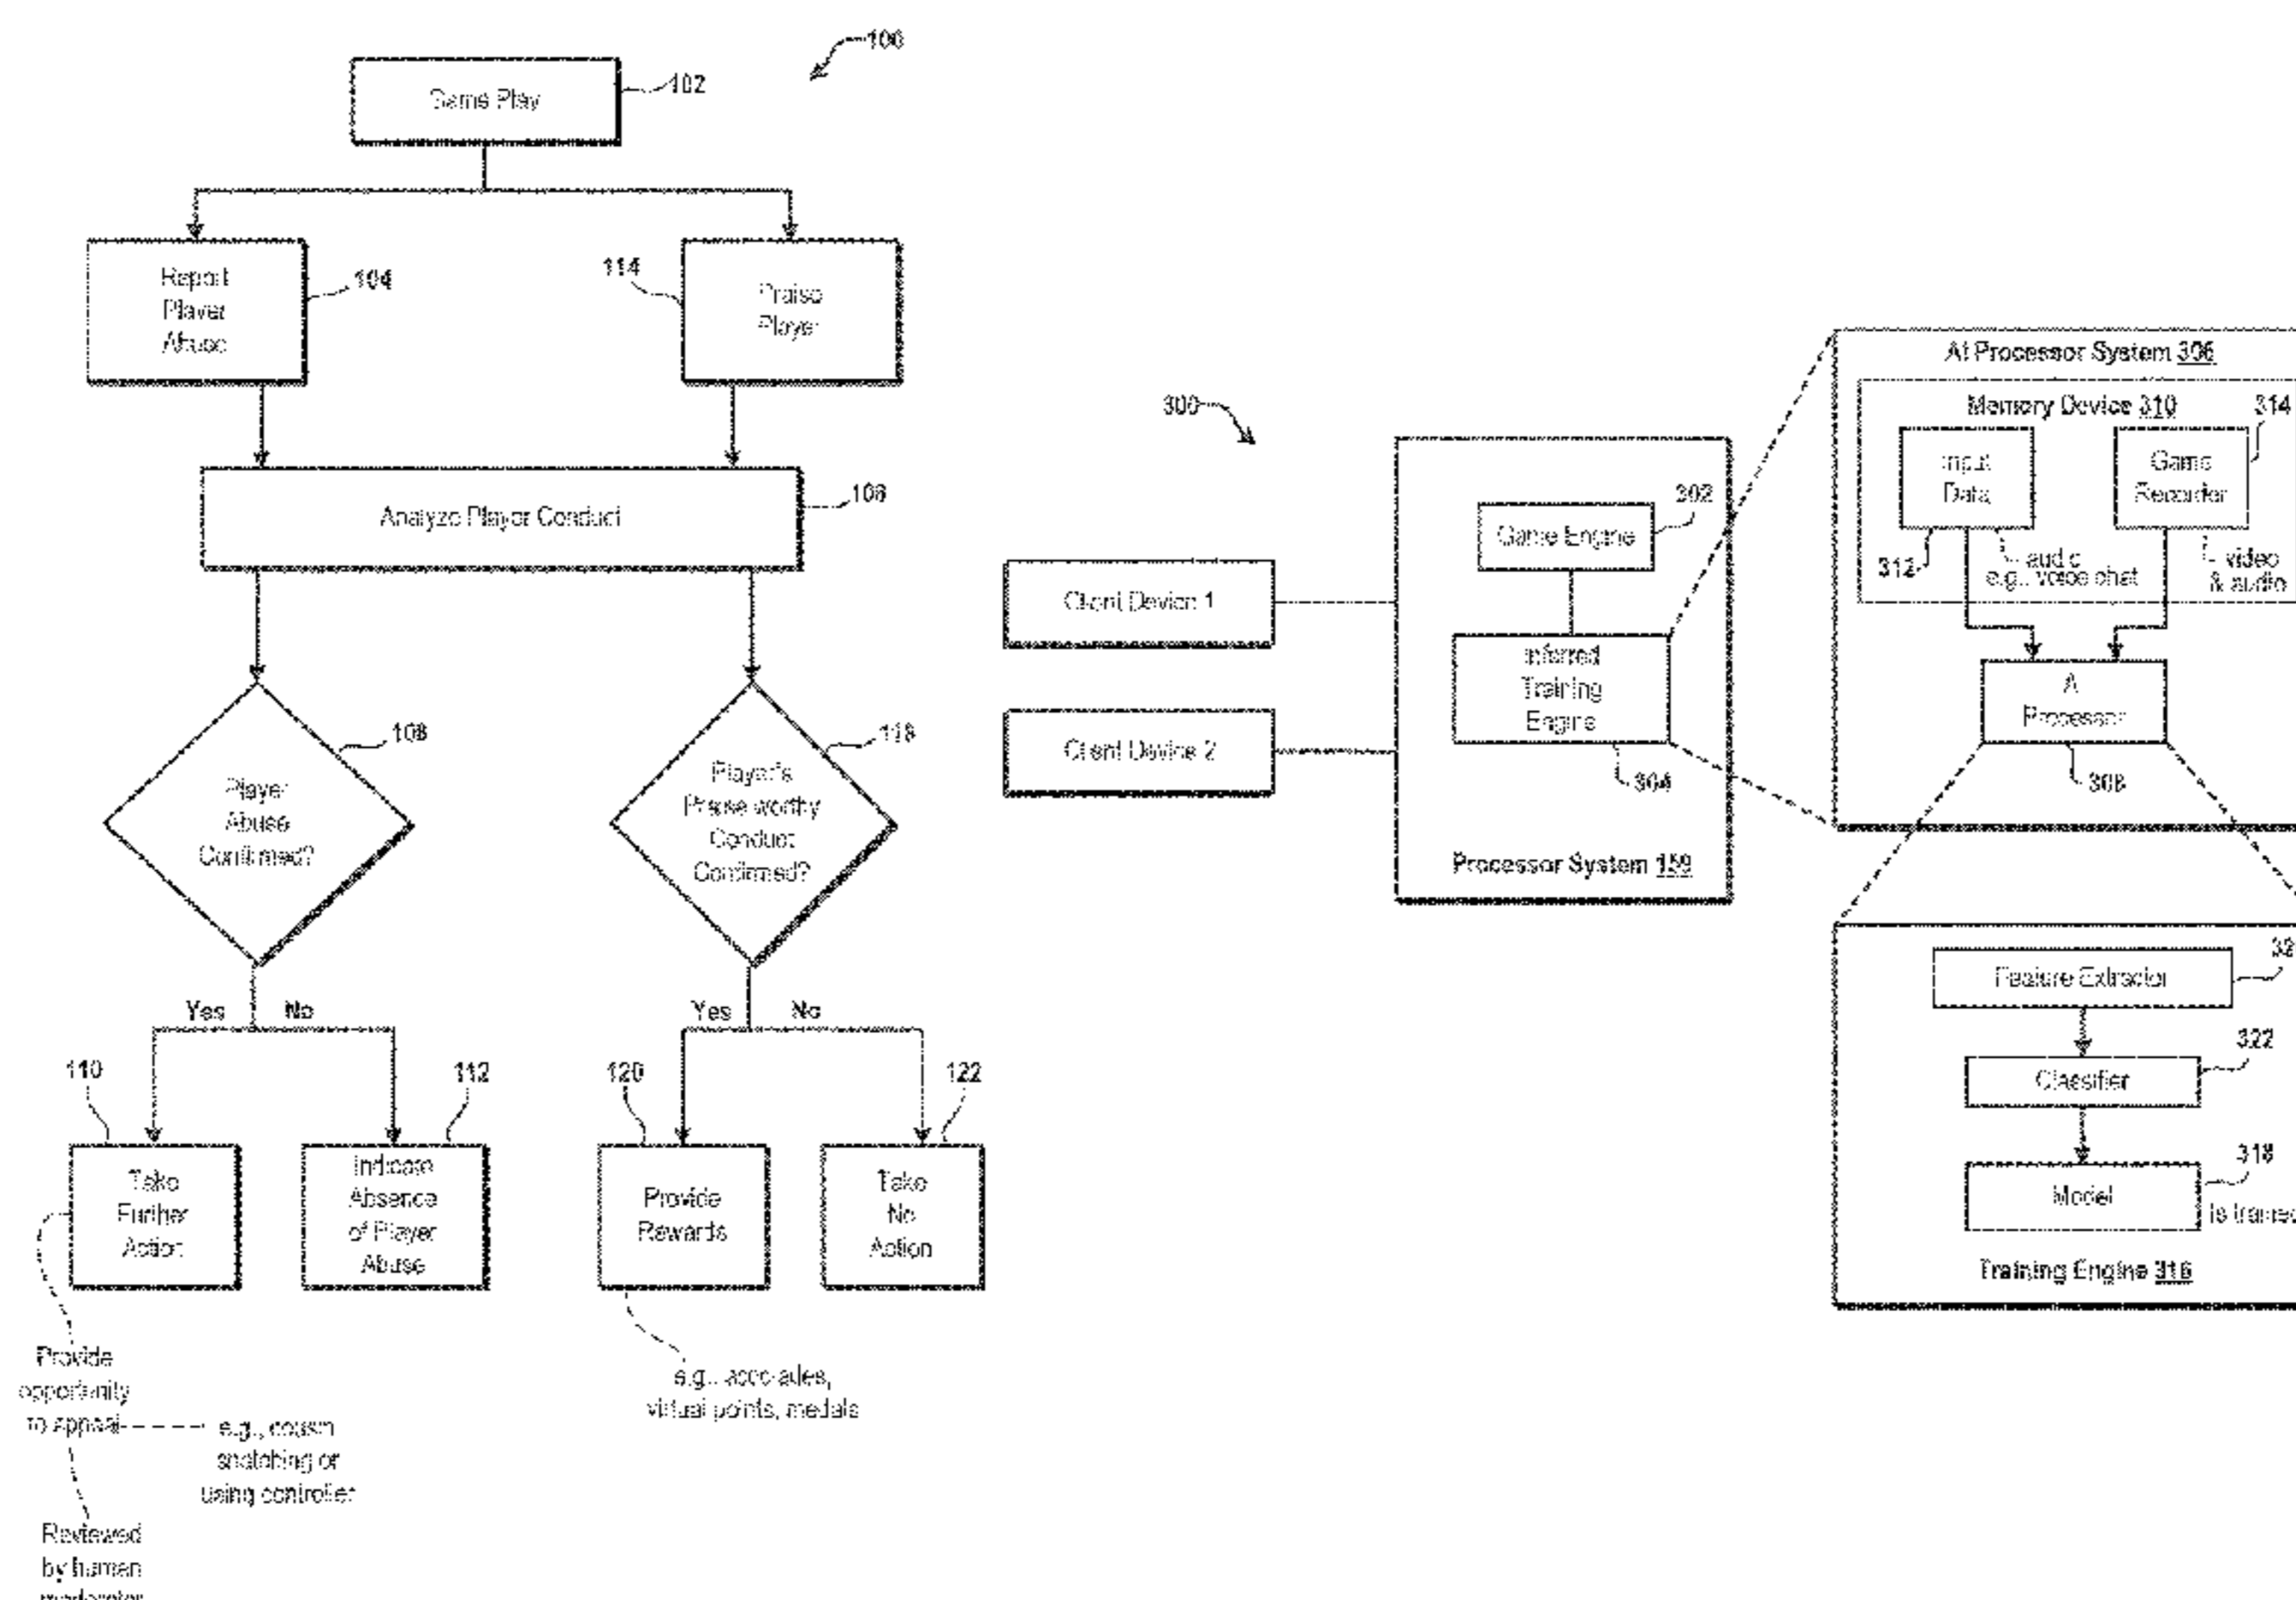 100
Game Play
102
Report
Player
Abuse
104
114
Praise
Player
Analyze Player Conduct
106
Player
Abuse
Confirmed?
108
Player's
Praise worthy
Conduct
Confirmed?
118
Yes
No
Yes
No
110
112
120
122
Take
Further
Action
Indicate
Absence
of Player
Abuse
Provide
Rewards
Take
No
Action
Provide
opportunity
to appeal
e.g., cousin
snatching or
using controller
Reviewed
by human
moderator
e.g., accolades,
virtual points, medals
300
Client Device 1
Client Device 2
302
Game Engine
Inferred
Training
Engine
304
Processor System 150
AI Processor System 306
Memory Device 310
314
Input
Data
Game
Recorder
312
audio
e.g., voice chat
video
& audio
Processor
308
Feature Extractor
322
Classifier
318
Model
is trained
Training Engine 316